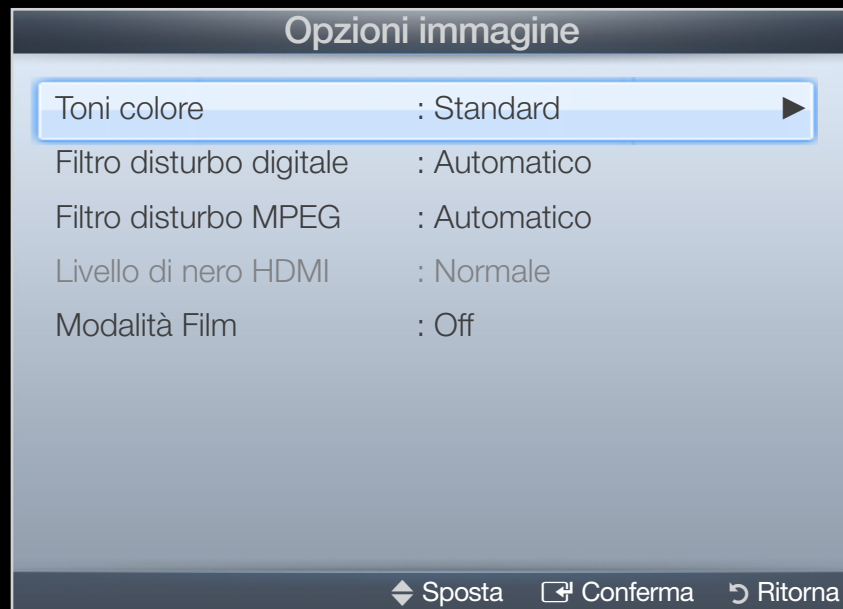 Opzioni immagine
Toni colore : Standard ►
Filtro disturbo digitale : Automatico
Filtro disturbo MPEG : Automatico
Livello di nero HDMI : Normale
Modalità Film : Off
Sposta Conferma Ritorna